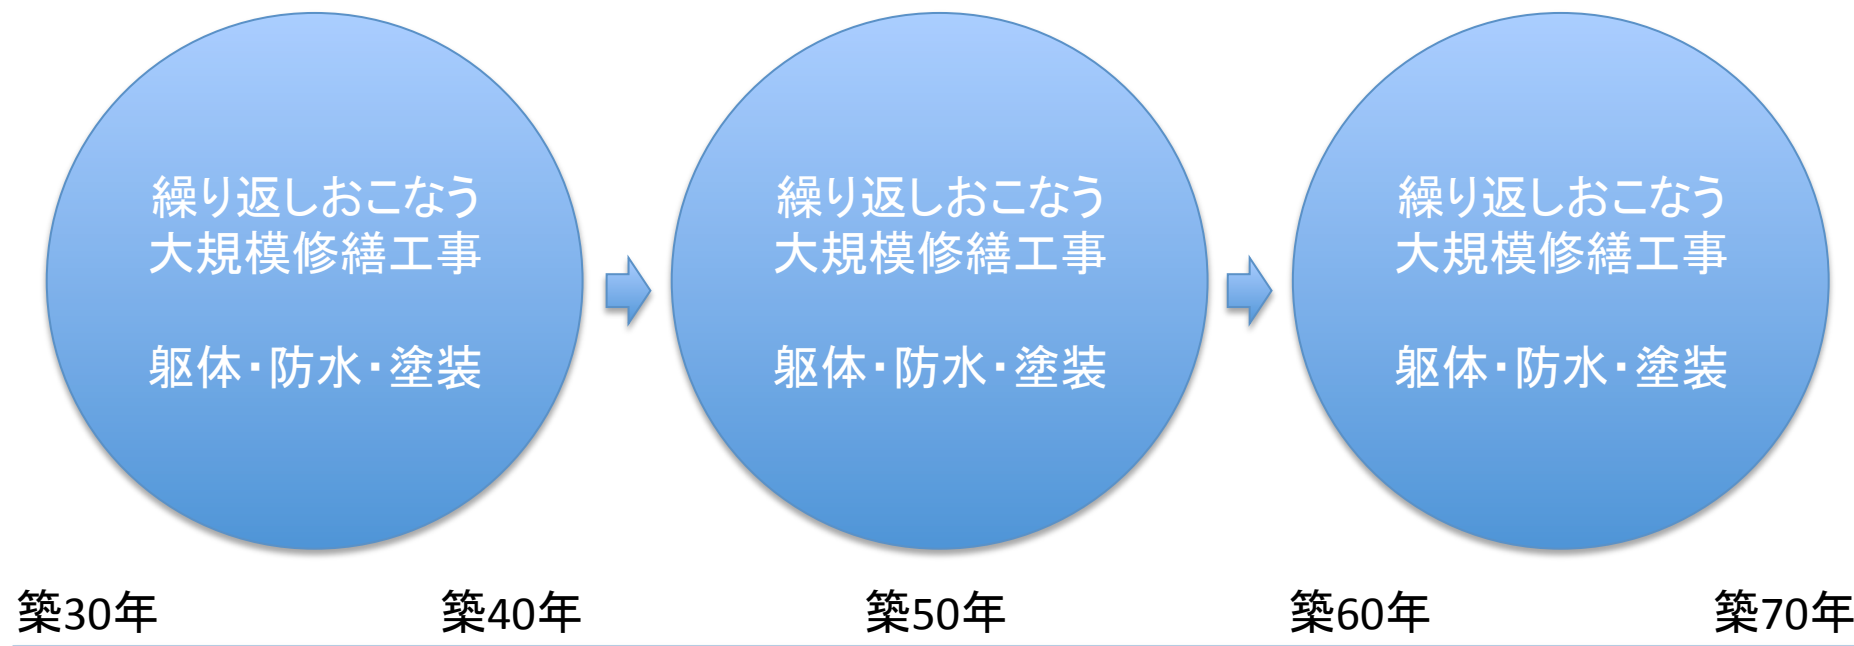 繰り返しおこなう
大規模修繕工事
躯体・防水・塗装
繰り返しおこなう
大規模修繕工事
躯体・防水・塗装
繰り返しおこなう
大規模修繕工事
躯体・防水・塗装
築30年 築40年 築50年 築60年 築70年